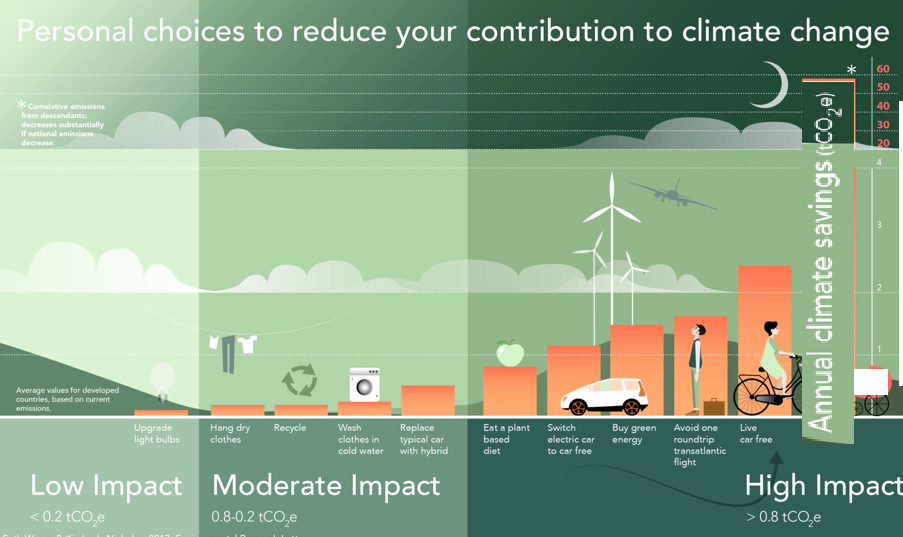 Personal choices to reduce your contribution to climate change
* Cumulative emissions
from descendants;
decreases substantially
if national emissions
decrease.
*
60
50
40
30
20
4
3
2
1
Annual climate savings (tCO₂e)
Average values for developed
countries, based on current
emissions.
Upgrade
light bulbs
Hang dry
clothes
Recycle
Wash
clothes in
cold water
Replace
typical car
with hybrid
Eat a plant
based
diet
Switch
electric car
to car free
Buy green
energy
Avoid one
roundtrip
transatlantic
flight
Live
car free
Low Impact
< 0.2 tCO₂e
Moderate Impact
0.8-0.2 tCO₂e
High Impact
> 0.8 tCO₂e